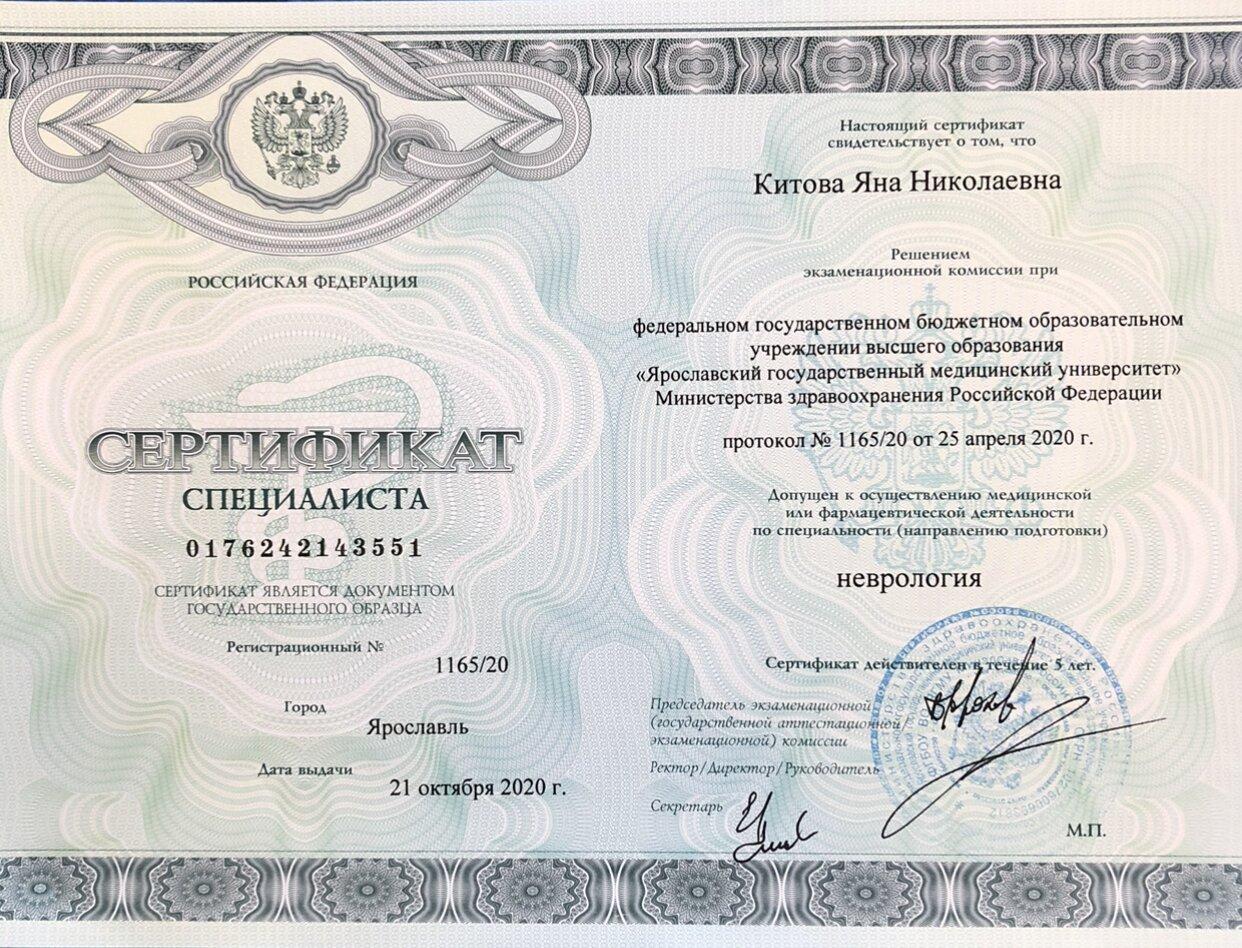 РОССИЙСКАЯ ФЕДЕРАЦИЯ
СЕРТИФИКАТ
СПЕЦИАЛИСТА
0176242143551
СЕРТИФИКАТ ЯВЛЯЕТСЯ ДОКУМЕНТОМ
ГОСУДАРСТВЕННОГО ОБРАЗЦА
Регистрационный №
1165/20
Город
Ярославль
Дата выдачи
21 октября 2020 г.
Настоящий сертификат
свидетельствует о том, что
Китова Яна Николаевна
Решением
экзаменационной комиссии при
федеральном государственном бюджетном образовательном
учреждении высшего образования
«Ярославский государственный медицинский университет»
Министерства здравоохранения Российской Федерации
протокол № 1165/20 от 25 апреля 2020 г.
Допущен к осуществлению медицинской
или фармацевтической деятельности
по специальности (направлению подготовки)
неврология
Сертификат действителен в течение 5 лет.
Председатель экзаменационной
(государственной аттестационной
экзаменационной) комиссии
Ректор/Директор/Руководитель
Секретарь
М.П.